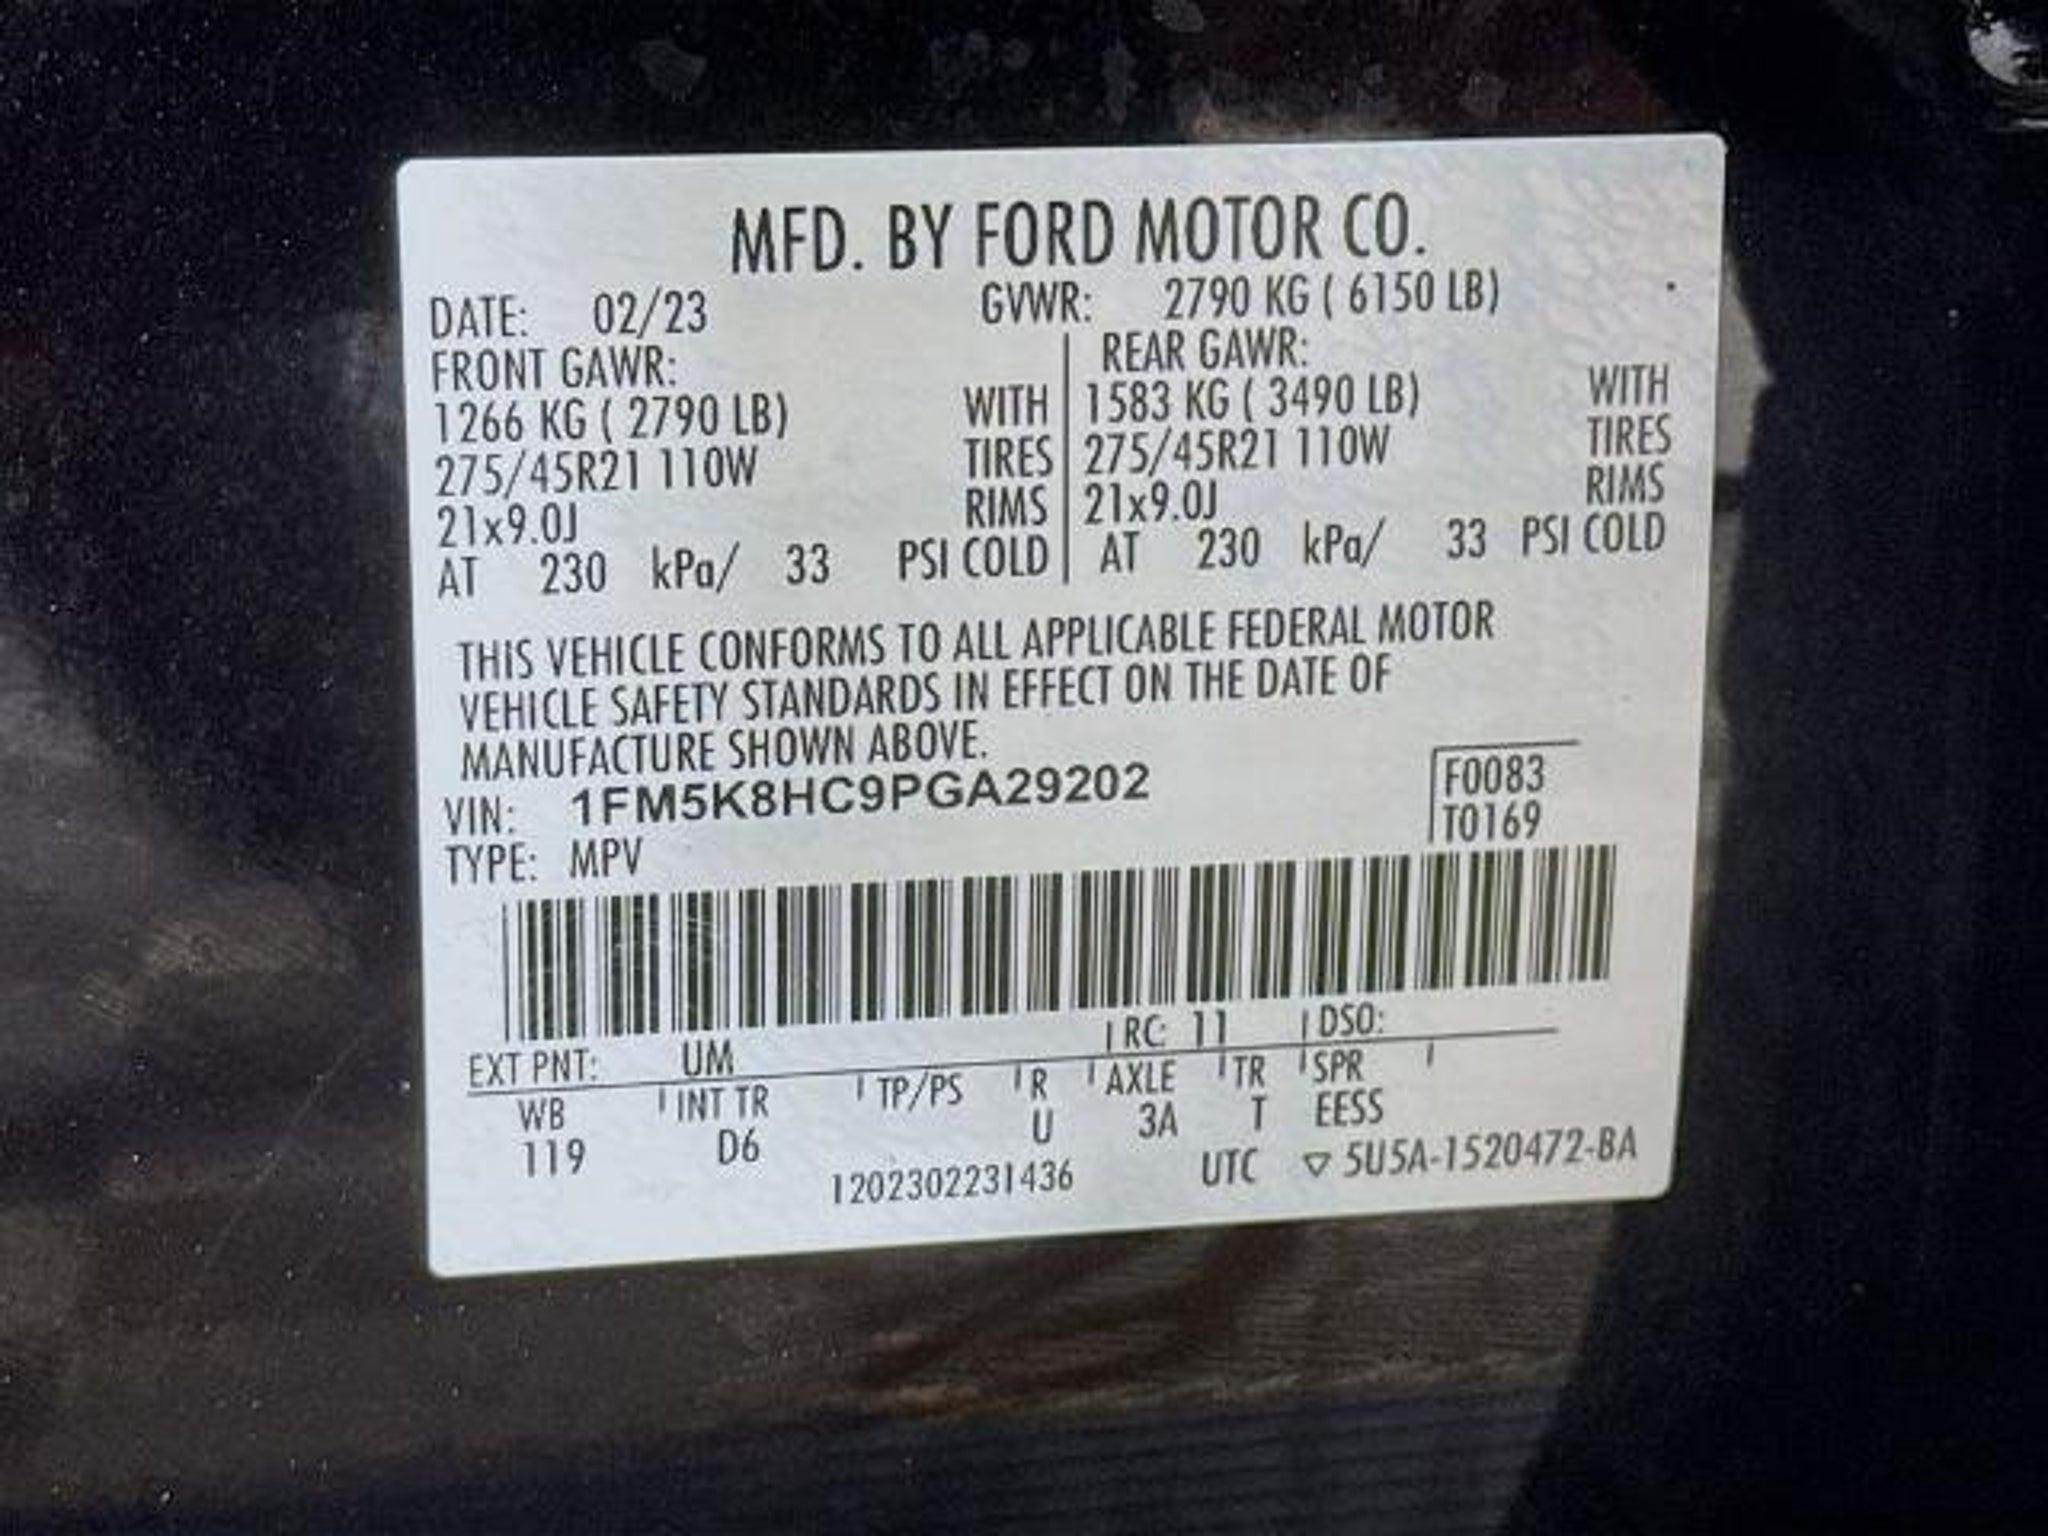 MFD. BY FORD MOTOR CO.
DATE: 02/23 GVWR: 2790 KG ( 6150 LB)
FRONT GAWR: REAR GAWR:
1266 KG ( 2790 LB) WITH 1583 KG ( 3490 LB) WITH
275/45R21 110W TIRES 275/45R21 110W TIRES
21x9.0J RIMS 21x9.0J RIMS
AT 230 kPa/ 33 PSI COLD AT 230 kPa/ 33 PSI COLD
THIS VEHICLE CONFORMS TO ALL APPLICABLE FEDERAL MOTOR
VEHICLE SAFETY STANDARDS IN EFFECT ON THE DATE OF
MANUFACTURE SHOWN ABOVE.
VIN: 1FM5K8HC9PGA29202 F0083
TYPE: MPV T0169
EXT PNT: UM RC: 11 DSO:
WB INT TR TP/PS R AXLE TR SPR
119 D6 U 3A T EESS
1202302231436 UTC ▽ 5U5A-1520472-BA